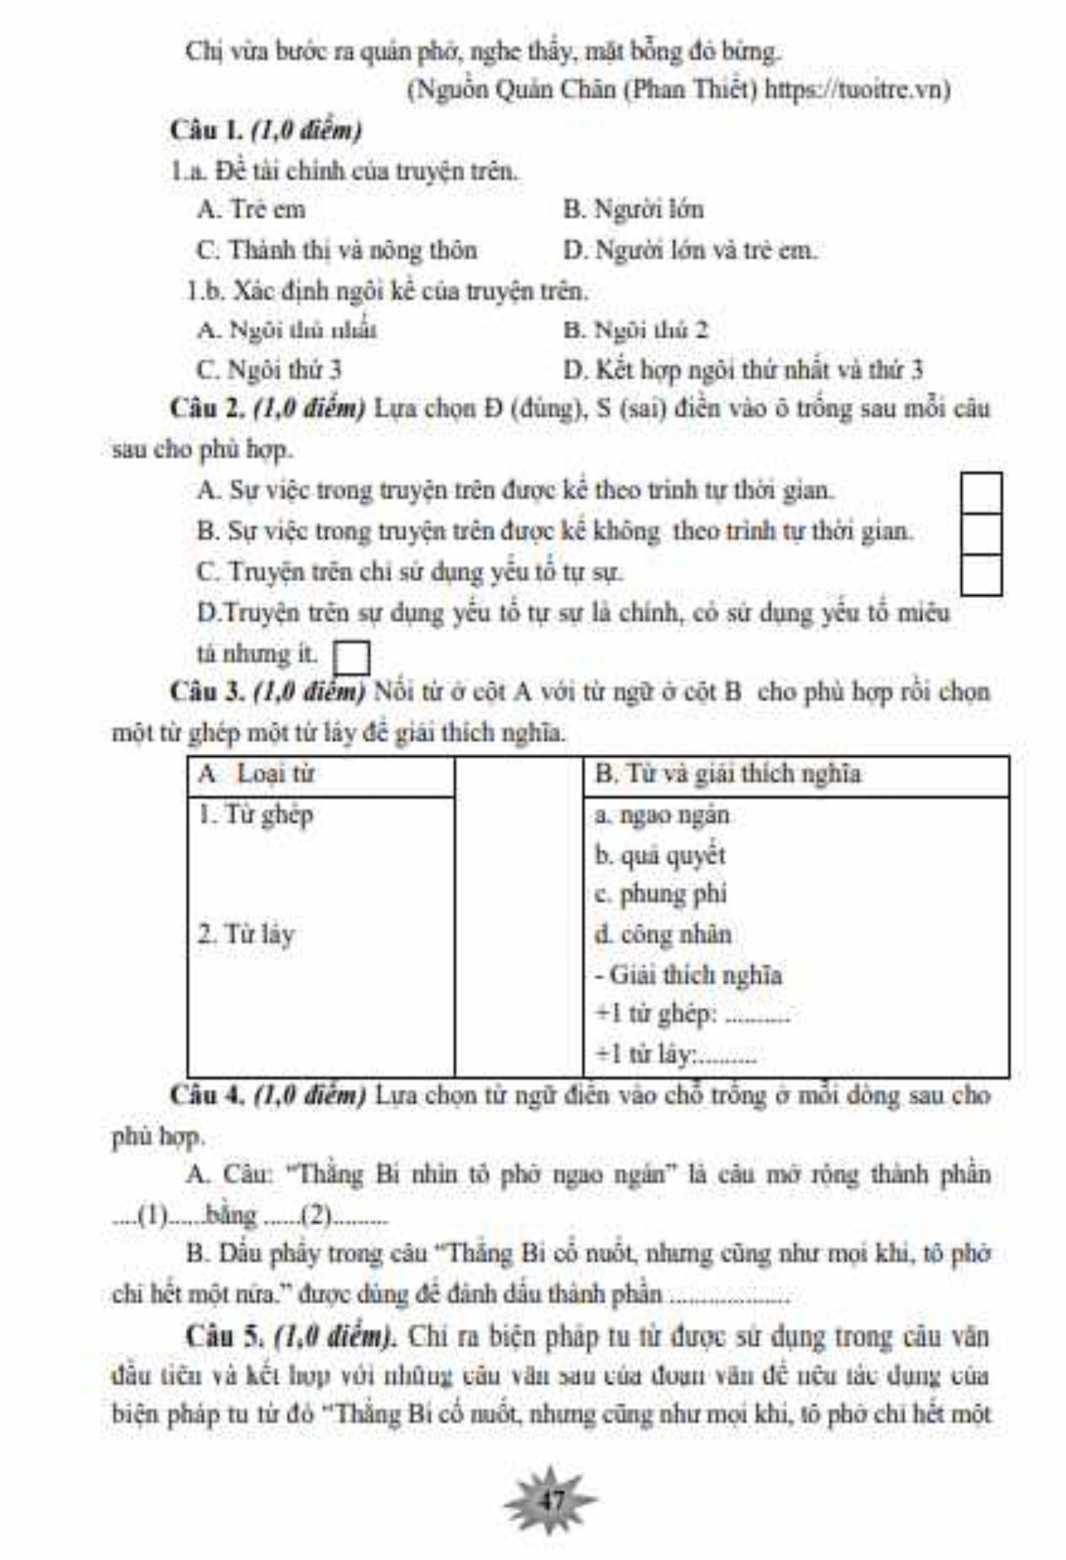 Chị vừa bước ra quán phở, nghe thấy, mặt bỗng đỏ bừng.
(Nguồn Quán Chân (Phan Thiết) https://tuoitre.vn)
Câu 1. (1,0 điểm)
1.a. Đề tài chính của truyện trên.
A. Trẻ em
B. Người lớn
C. Thành thị và nông thôn
D. Người lớn và trẻ em.
1.b. Xác định ngôi kể của truyện trên.
A. Ngôi thứ nhất
B. Ngôi thứ 2
C. Ngôi thứ 3
D. Kết hợp ngôi thứ nhất và thứ 3
Câu 2. (1,0 điểm) Lựa chọn Đ (đúng), S (sai) điền vào ô trống sau mỗi câu
sau cho phù hợp.
A. Sự việc trong truyện trên được kể theo trình tự thời gian.
B. Sự việc trong truyện trên được kể không theo trình tự thời gian.
C. Truyện trên chỉ sử dụng yếu tố tự sự.
D.Truyện trên sự dụng yếu tố tự sự là chính, có sử dụng yếu tố miêu
tả nhưng ít.
Câu 3. (1,0 điểm) Nối từ ở cột A với từ ngữ ở cột B cho phù hợp rồi chọn
một từ ghép một từ láy để giải thích nghĩa.
A Loại từ
B. Từ và giải thích nghĩa
1. Từ ghép
a. ngao ngán
b. quả quyết
c. phung phí
2. Từ láy
d. công nhân
- Giải thích nghĩa
+1 từ ghép: ...........
+1 từ láy:..........
Câu 4. (1,0 điểm) Lựa chọn từ ngữ điền vào chỗ trống ở mỗi dòng sau cho
phù hợp.
A. Câu: “Thằng Bi nhìn tô phở ngao ngán” là câu mở rộng thành phần
....(1)......bằng ......(2).........
B. Dấu phẩy trong câu “Thằng Bi cố nuốt, nhưng cũng như mọi khi, tô phở
chỉ hết một nửa.” được dùng để đánh dấu thành phần ....................
Câu 5. (1,0 điểm). Chỉ ra biện pháp tu từ được sử dụng trong câu văn
đầu tiên và kết hợp với những câu văn sau của đoạn văn để nêu tác dụng của
biện pháp tu từ đó “Thằng Bi cố nuốt, nhưng cũng như mọi khi, tô phở chỉ hết một
47